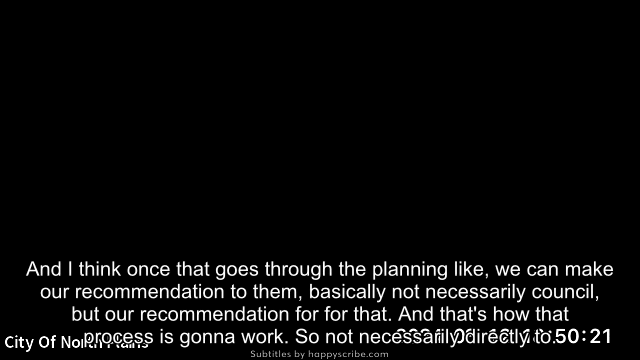 And I think once that goes through the planning like, we can make
our recommendation to them, basically not necessarily council,
but our recommendation for for that. And that's how that
process is gonna work. So not necessarily directly to.
City Of North Plains
50:21
Subtitles by happyscribe.com